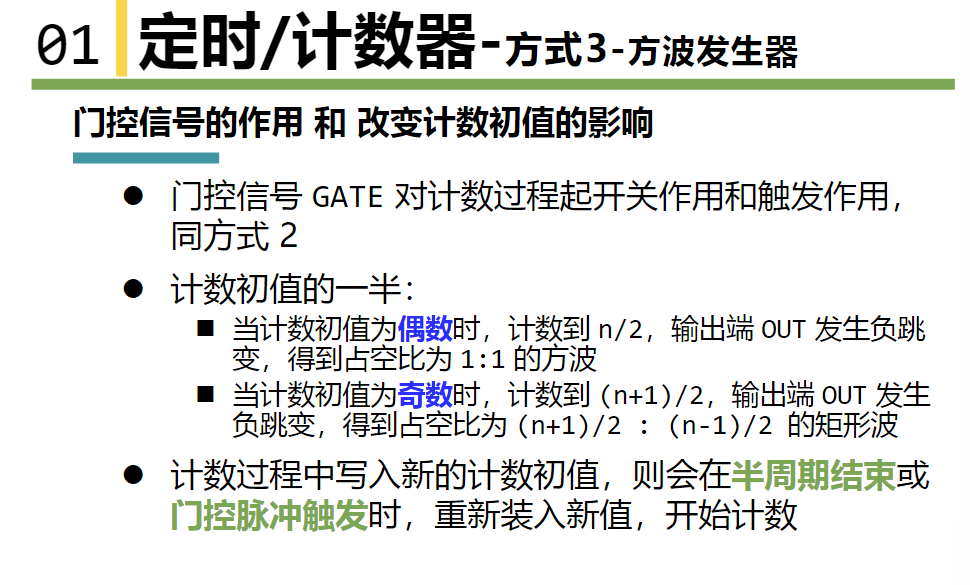 01 定时/计数器-方式3-方波发生器
门控信号的作用 和 改变计数初值的影响
● 门控信号 GATE 对计数过程起开关作用和触发作用，
同方式 2
● 计数初值的一半：
■ 当计数初值为偶数时，计数到 n/2，输出端 OUT 发生负跳
变，得到占空比为 1:1 的方波
■ 当计数初值为奇数时，计数到 (n+1)/2，输出端 OUT 发生
负跳变，得到占空比为 (n+1)/2 : (n-1)/2 的矩形波
● 计数过程中写入新的计数初值，则会在半周期结束或
门控脉冲触发时，重新装入新值，开始计数